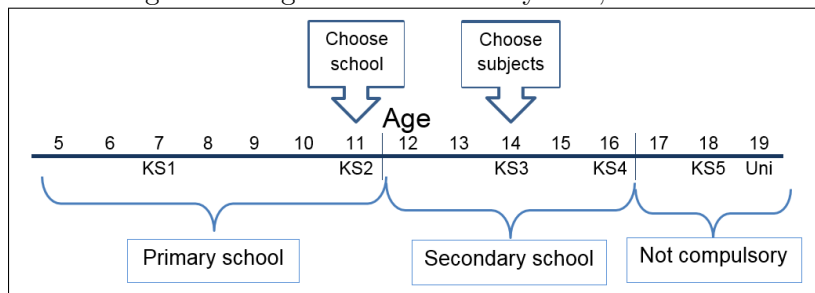 Choose
school
Choose
subjects
Age
5 6 7 8 9 10 11 12 13 14 15 16 17 18 19
KS1 KS2 KS3 KS4 KS5 Uni
Primary school
Secondary school
Not compulsory